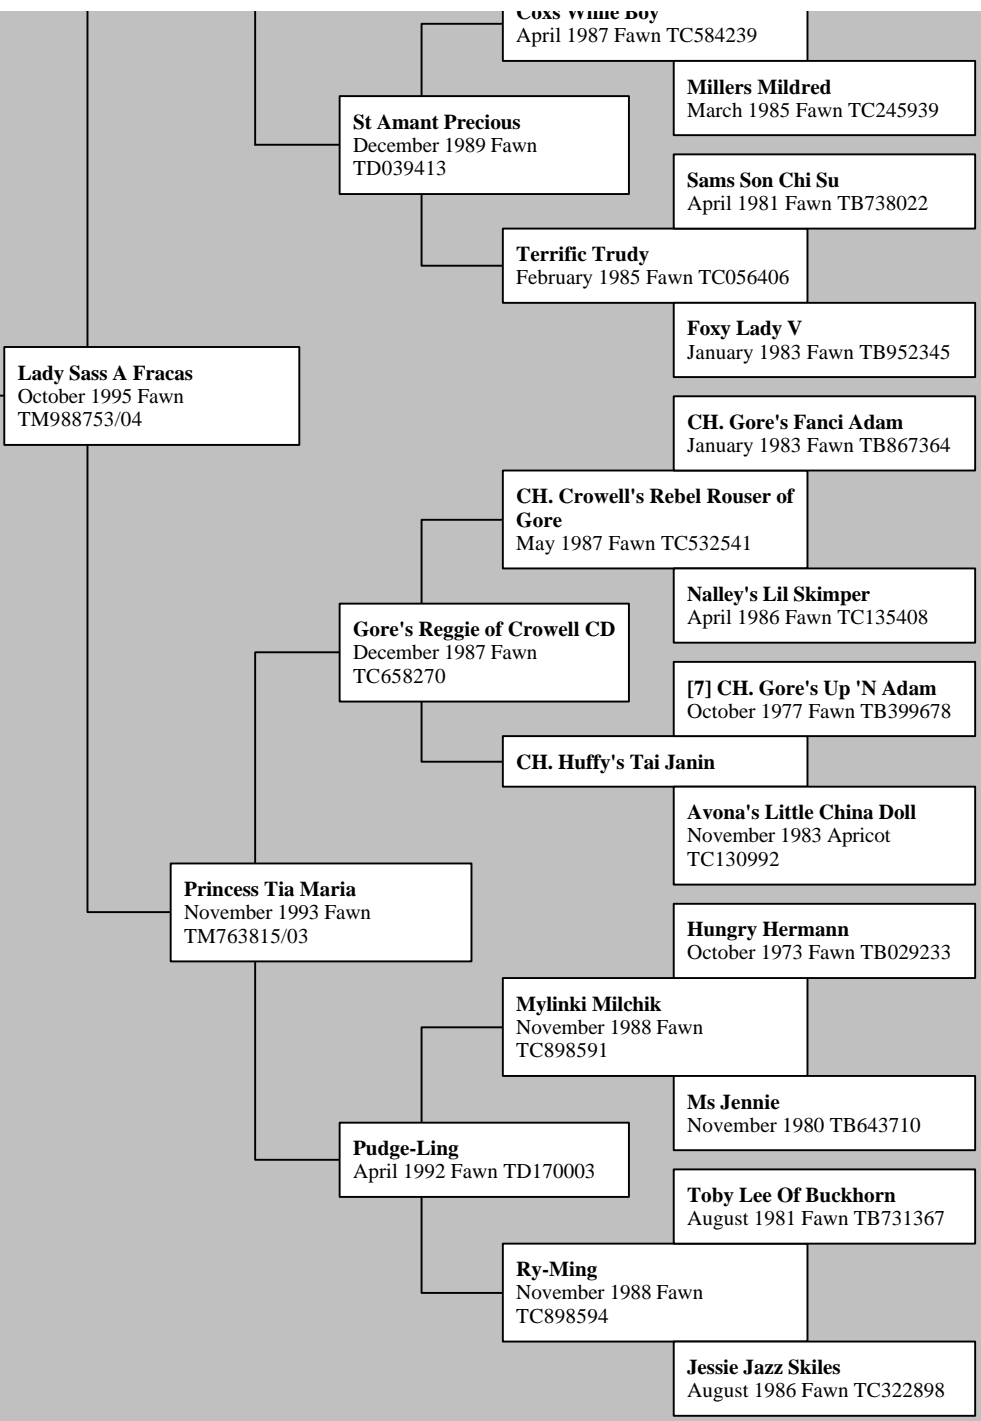 Coxs Willie Boy
April 1987 Fawn TC584239
Millers Mildred
March 1985 Fawn TC245939
St Amant Precious
December 1989 Fawn
TD039413
Sams Son Chi Su
April 1981 Fawn TB738022
Terrific Trudy
February 1985 Fawn TC056406
Foxy Lady V
January 1983 Fawn TB952345
Lady Sass A Fracas
October 1995 Fawn
TM988753/04
CH. Gore's Fanci Adam
January 1983 Fawn TB867364
CH. Crowell's Rebel Rouser of
Gore
May 1987 Fawn TC532541
Nalley's Lil Skimper
April 1986 Fawn TC135408
Gore's Reggie of Crowell CD
December 1987 Fawn
TC658270
[7] CH. Gore's Up 'N Adam
October 1977 Fawn TB399678
CH. Huffy's Tai Janin
Avona's Little China Doll
November 1983 Apricot
TC130992
Princess Tia Maria
November 1993 Fawn
TM763815/03
Hungry Hermann
October 1973 Fawn TB029233
Mylinki Milchik
November 1988 Fawn
TC898591
Ms Jennie
November 1980 TB643710
Pudge-Ling
April 1992 Fawn TD170003
Toby Lee Of Buckhorn
August 1981 Fawn TB731367
Ry-Ming
November 1988 Fawn
TC898594
Jessie Jazz Skiles
August 1986 Fawn TC322898